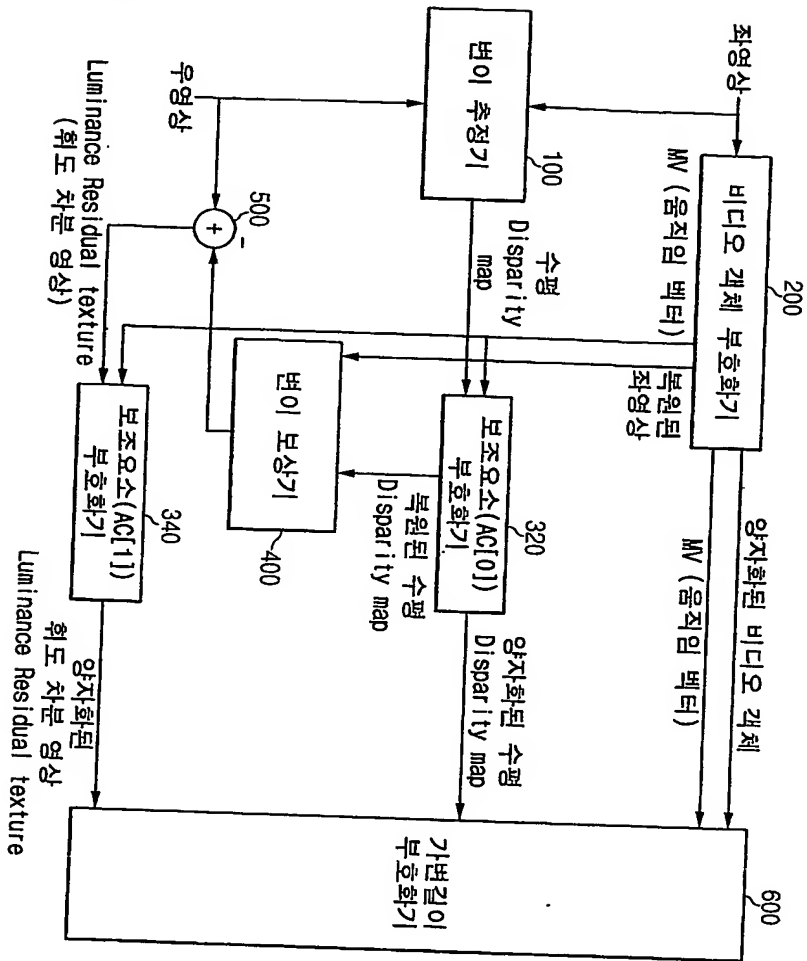 좌영상
변이 추정기
100
우영상
비디오 객체 부호화기
200
MV (움직임 벡터)
복원된
좌영상
양자화된 비디오 객체
MV (움직임 벡터)
수평
Disparity
map
보조요소(AC[0])
부호화기
320
변이 보상기
400
복원된 수평
Disparity map
양자화된 수평
Disparity map
+
-
500
Luminance Residual texture
(휘도 차분 영상)
보조요소(AC[1])
부호화기
340
양자화된
휘도 차분 영상
Luminance Residual texture
가변길이
부호화기
600